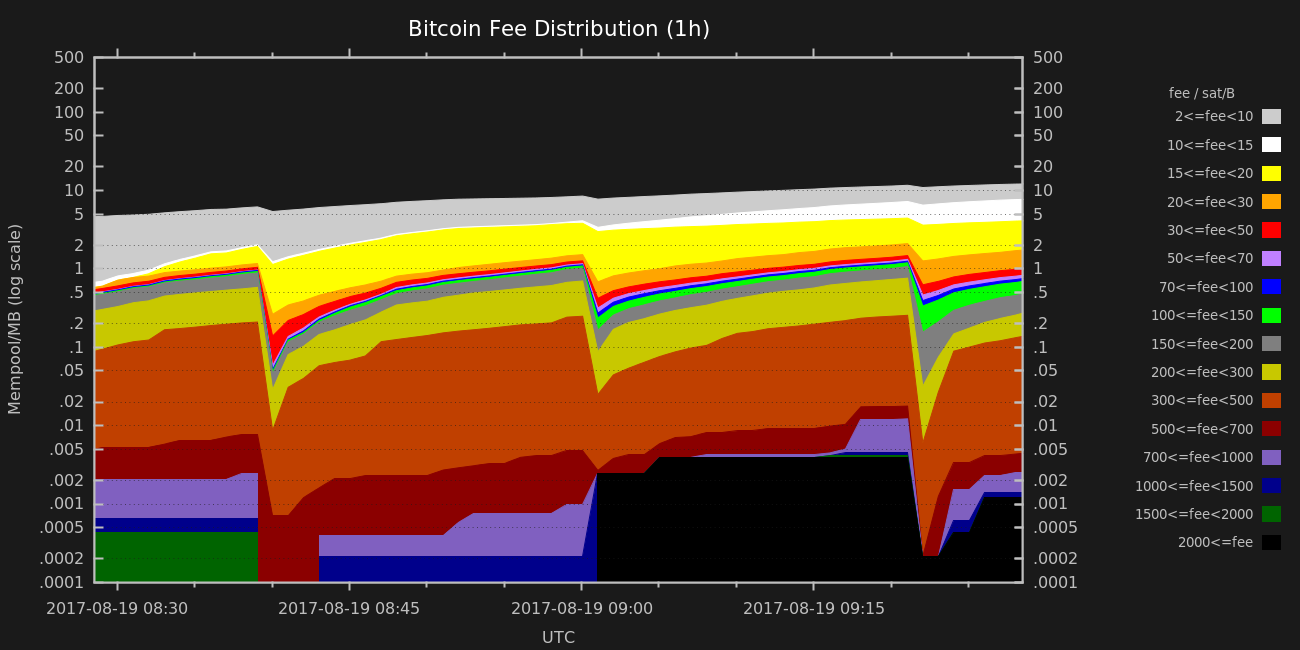 Bitcoin Fee Distribution (1h)
500 500
200 200
100 100
50 50
20 20
10 10
5 5
2 2
1 1
.5 .5
.2 .2
.1 .1
.05 .05
.02 .02
.01 .01
.005 .005
.002 .002
.001 .001
.0005 .0005
.0002 .0002
.0001 .0001
Mempool/MB (log scale)
2017-08-19 08:30 2017-08-19 08:45 2017-08-19 09:00 2017-08-19 09:15
UTC
fee / sat/B
2<=fee<10
10<=fee<15
15<=fee<20
20<=fee<30
30<=fee<50
50<=fee<70
70<=fee<100
100<=fee<150
150<=fee<200
200<=fee<300
300<=fee<500
500<=fee<700
700<=fee<1000
1000<=fee<1500
1500<=fee<2000
2000<=fee